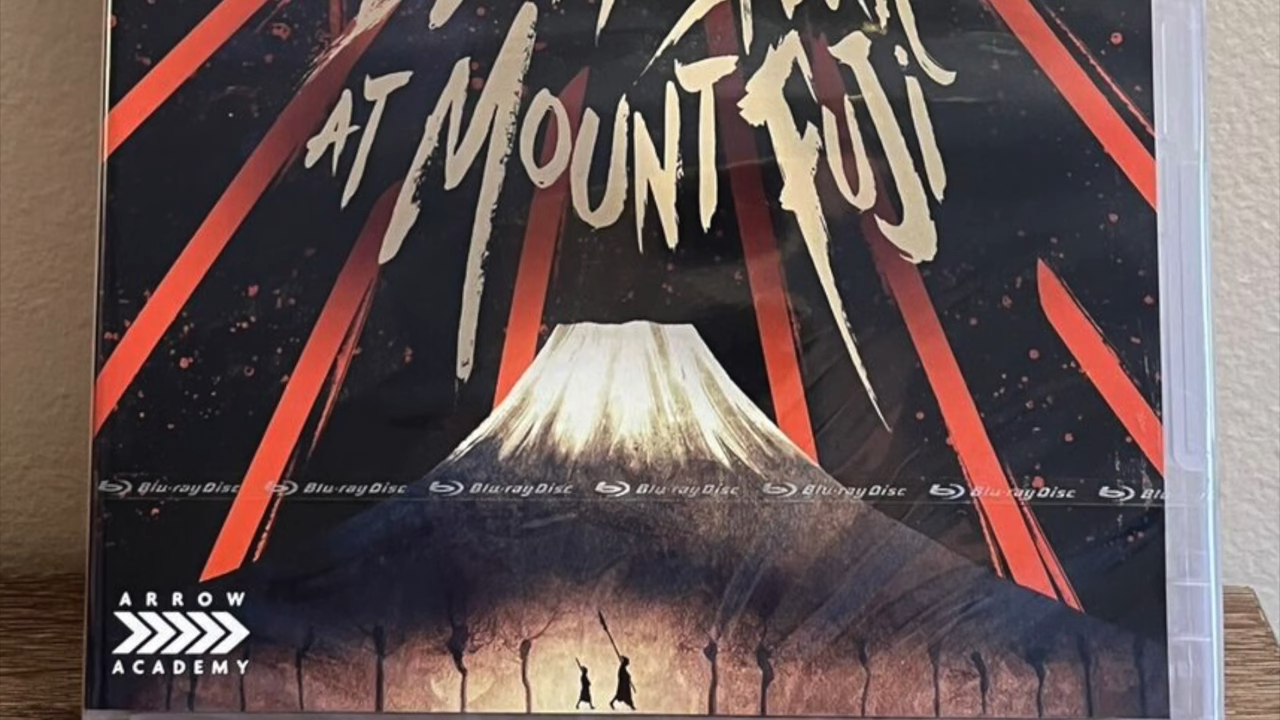 AT MOUNT FUJI
Blu-ray Disc Blu-ray Disc Blu-ray Disc Blu-ray Disc Blu-ray Disc Blu-ray Disc
ARROW
ACADEMY